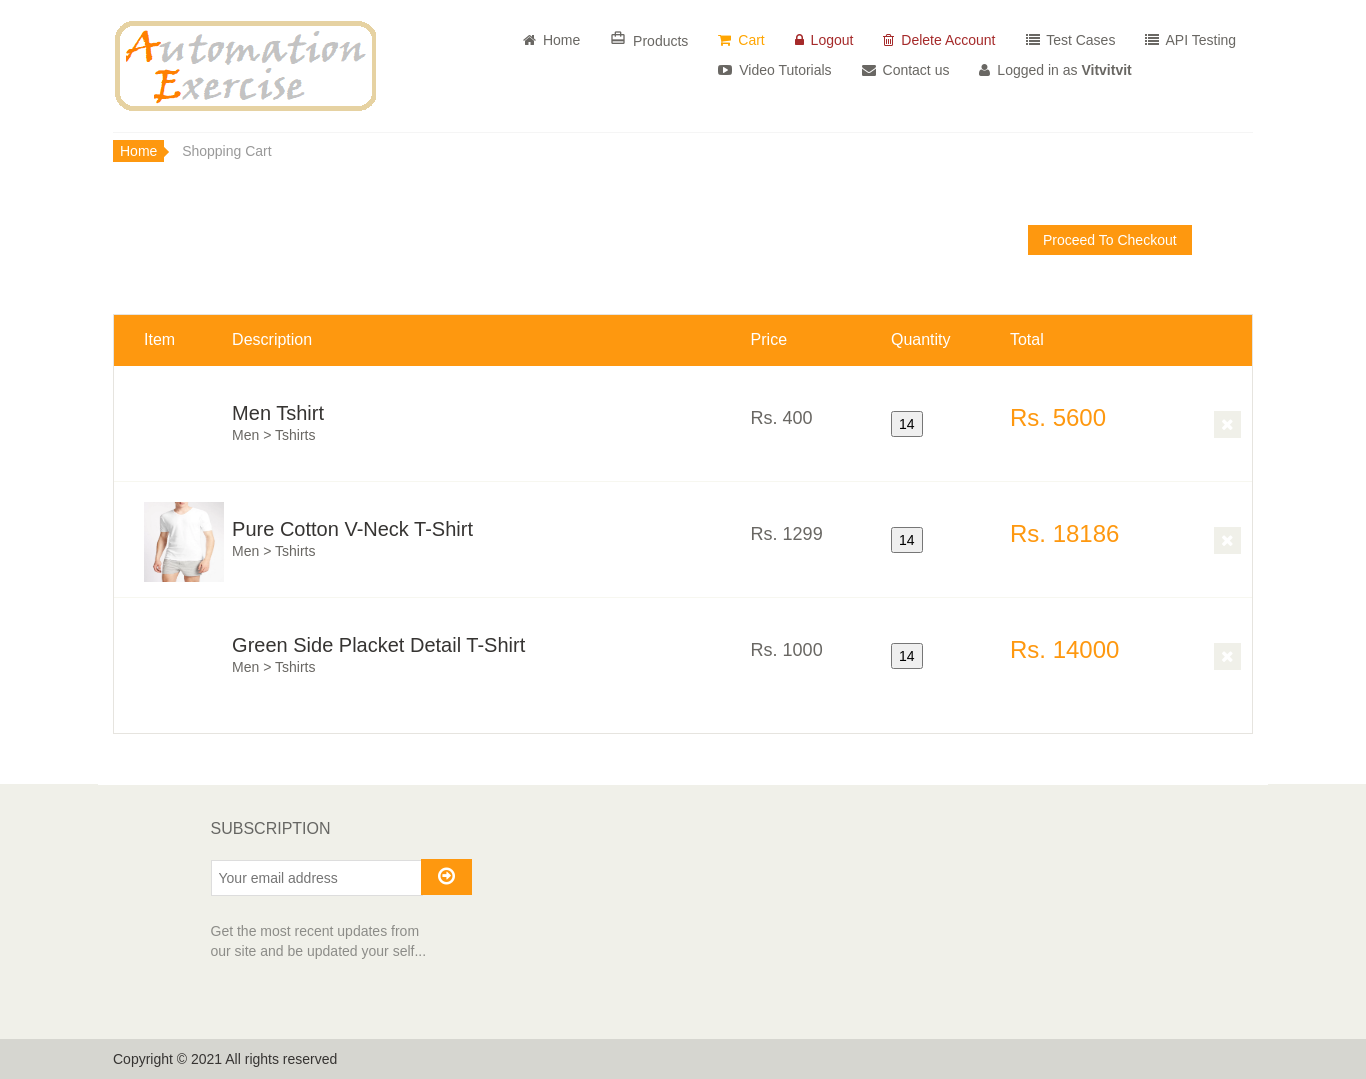 Automation
Exercise
Home Products Cart Logout Delete Account Test Cases API Testing
Video Tutorials Contact us Logged in as Vitvitvit
Home Shopping Cart
Proceed To Checkout
Item Description Price Quantity Total
Men Tshirt
Men > Tshirts
Rs. 400 14 Rs. 5600
Pure Cotton V-Neck T-Shirt
Men > Tshirts
Rs. 1299 14 Rs. 18186
Green Side Placket Detail T-Shirt
Men > Tshirts
Rs. 1000 14 Rs. 14000
SUBSCRIPTION
Your email address
Get the most recent updates from
our site and be updated your self...
Copyright © 2021 All rights reserved